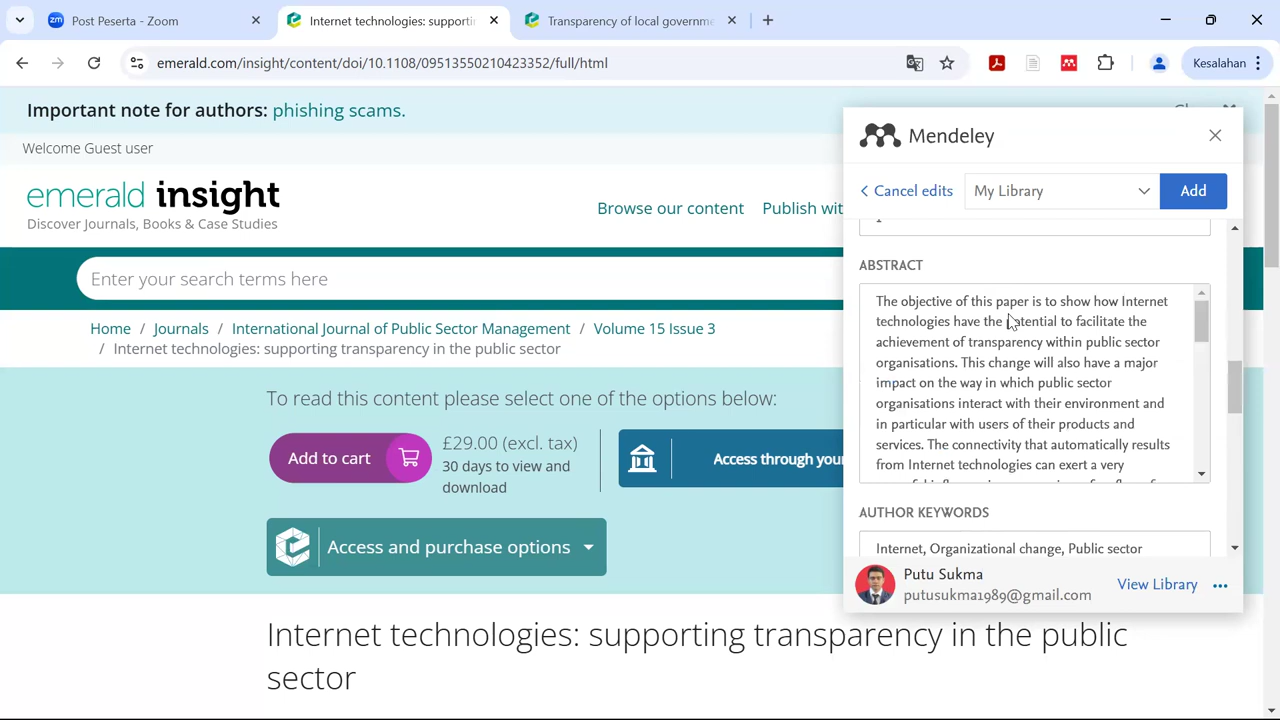 Post Peserta - Zoom
Internet technologies: supporti
Transparency of local governme
emerald.com/insight/content/doi/10.1108/09513550210423352/full/html
Kesalahan
Important note for authors: phishing scams.
Welcome Guest user
emerald insight
Discover Journals, Books & Case Studies
Browse our content
Publish wit
Enter your search terms here
Home / Journals / International Journal of Public Sector Management / Volume 15 Issue 3
/ Internet technologies: supporting transparency in the public sector
To read this content please select one of the options below:
Add to cart
£29.00 (excl. tax)
30 days to view and
download
Access through your
Access and purchase options
Internet technologies: supporting transparency in the public
sector
Mendeley
Cancel edits
My Library
Add
ABSTRACT
The objective of this paper is to show how Internet
technologies have the potential to facilitate the
achievement of transparency within public sector
organisations. This change will also have a major
impact on the way in which public sector
organisations interact with their environment and
in particular with users of their products and
services. The connectivity that automatically results
from Internet technologies can exert a very
AUTHOR KEYWORDS
Internet, Organizational change, Public sector
Putu Sukma
putusukma1989@gmail.com
View Library